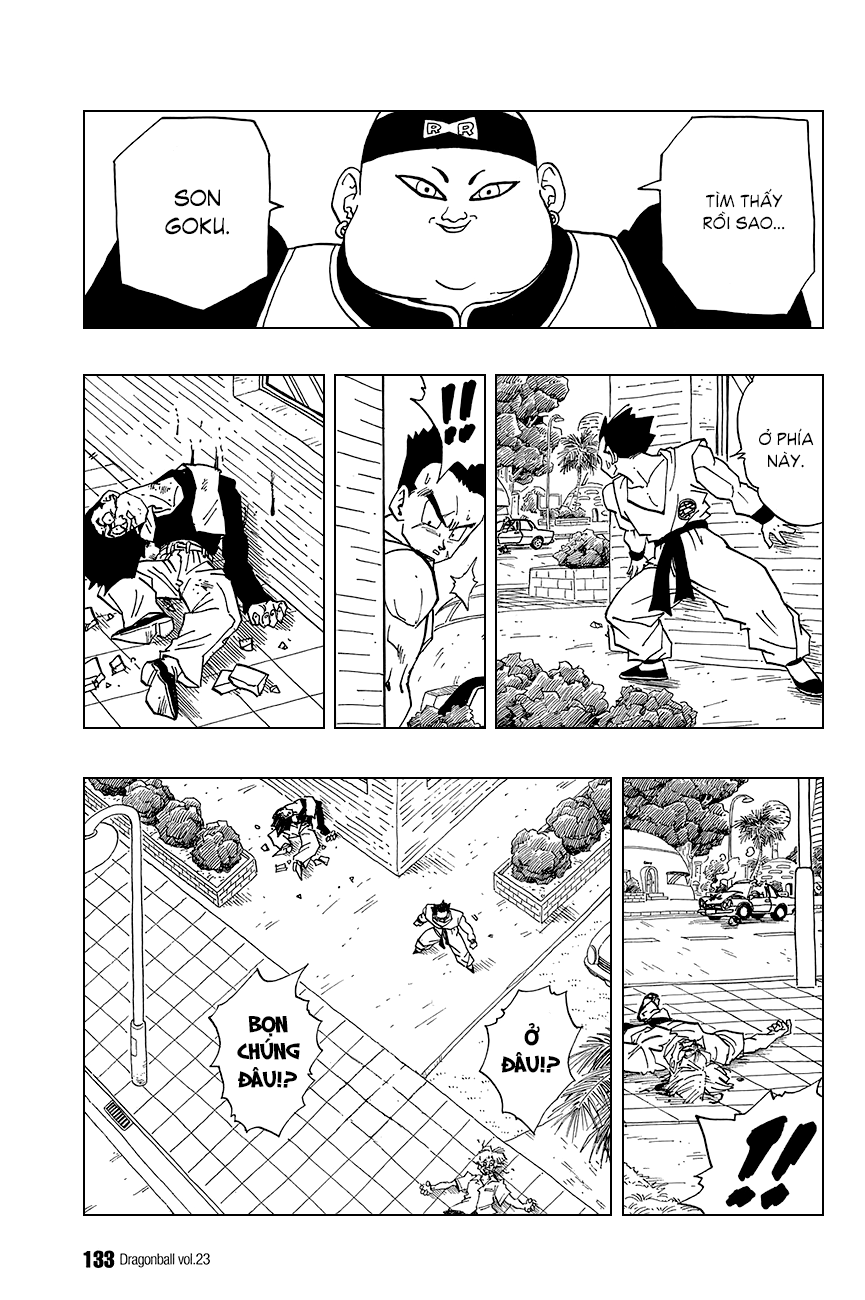 R R
TÌM THẤY
RỒI SAO...
SON
GOKU.
Ở PHÍA
NÀY.
!!
!!
Ở
ĐÂU!?
BỌN
CHÚNG
ĐÂU!?
133 Dragonball vol.23